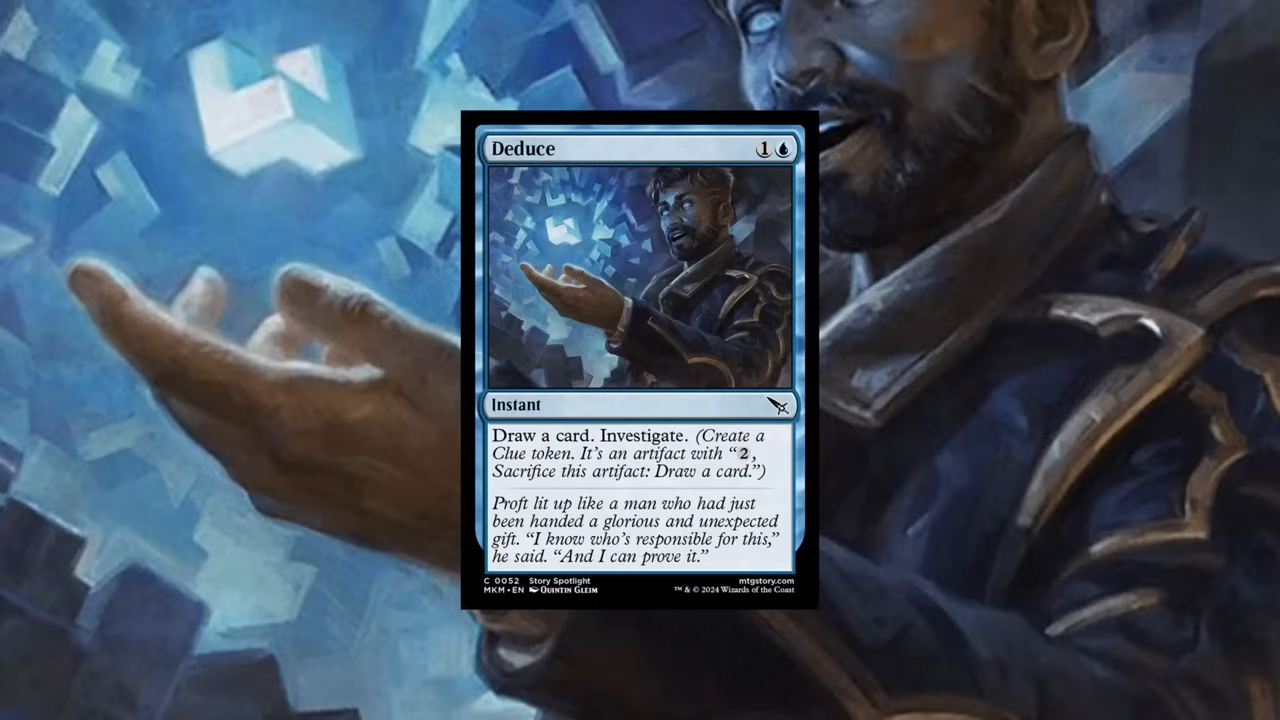 Deduce 1
Instant
Draw a card. Investigate. (Create a
Clue token. It's an artifact with “2,
Sacrifice this artifact: Draw a card.”)
Proft lit up like a man who had just
been handed a glorious and unexpected
gift. “I know who's responsible for this,”
he said. “And I can prove it.”
C 0052 Story Spotlight mtgstory.com
MKM • EN Quintin Gleim ™ & © 2024 Wizards of the Coast